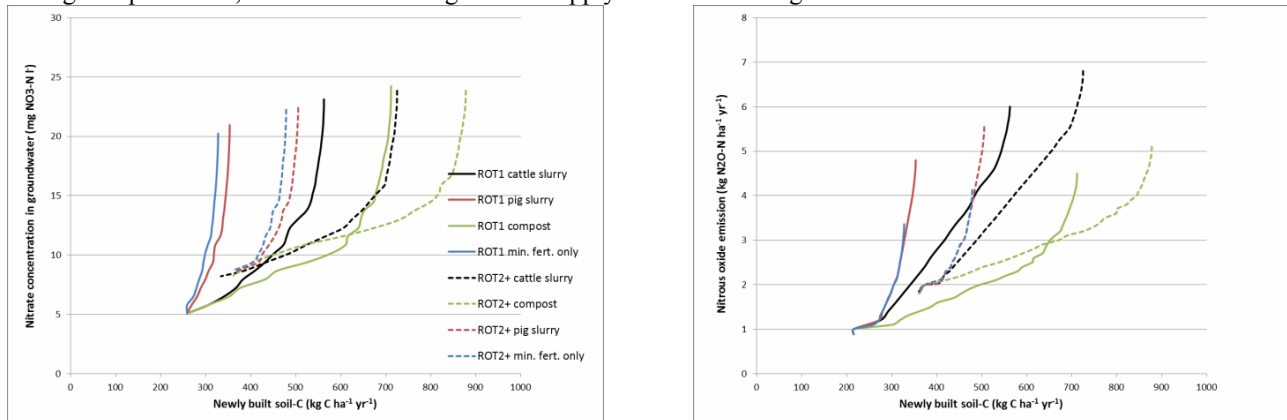 supply
30
25
20
15
10
5
0
Nitrate concentration in groundwater (mg NO3-N l-)
ROT1 cattle slurry
ROT1 pig slurry
ROT1 compost
ROT1 min. fert. only
ROT2+ cattle slurry
ROT2+ compost
ROT2+ pig slurry
ROT2+ min. fert. only
0 100 200 300 400 500 600 700 800 900 1000
Newly built soil-C (kg C ha⁻¹ yr⁻¹)
8
7
6
5
4
3
2
1
0
Nitrous oxide emission (kg N2O-N ha⁻¹ yr⁻¹)
0 100 200 300 400 500 600 700 800 900 1000
Newly built soil-C (kg C ha⁻¹ yr⁻¹)